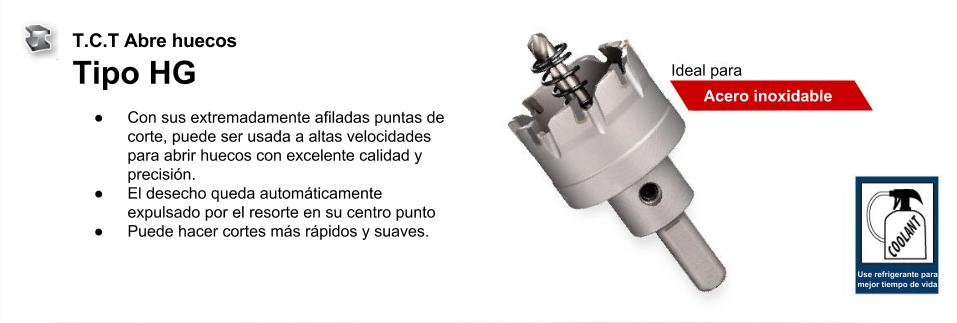 T.C.T Abre huecos
Tipo HG
● Con sus extremadamente afiladas puntas de
corte, puede ser usada a altas velocidades
para abrir huecos con excelente calidad y
precisión.
● El desecho queda automáticamente
expulsado por el resorte en su centro punto
● Puede hacer cortes más rápidos y suaves.
Ideal para
Acero inoxidable
COOLANT
Use refrigerante para
mejor tiempo de vida